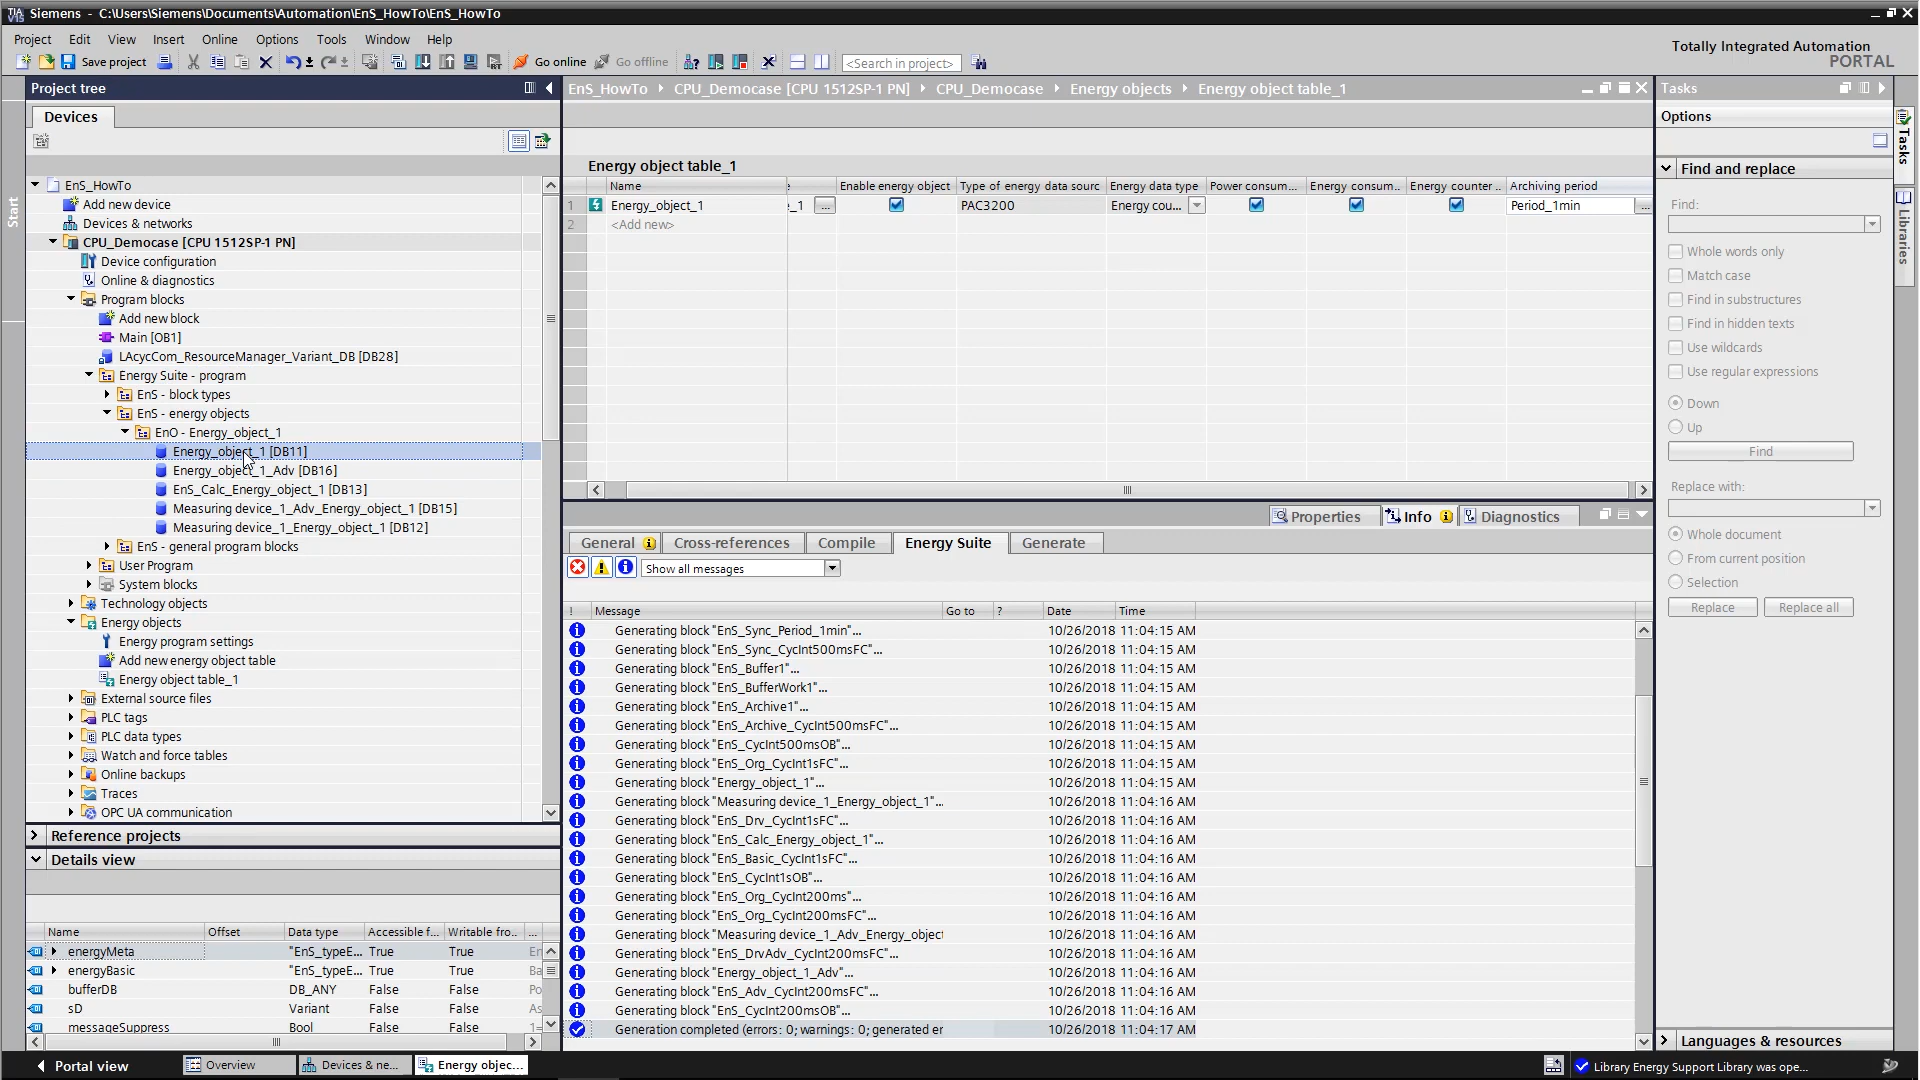 Siemens - C:\Users\Siemens\Documents\Automation\EnS_HowTo\EnS_HowTo
Project Edit View Insert Online Options Tools Window Help
Totally Integrated Automation
PORTAL
Save project Go online Go offline <Search in project>
Project tree
Devices
Start
EnS_HowTo
Add new device
Devices & networks
CPU_Democase [CPU 1512SP-1 PN]
Device configuration
Online & diagnostics
Program blocks
Add new block
Main [OB1]
LAcycCom_ResourceManager_Variant_DB [DB28]
Energy Suite - program
EnS - block types
EnS - energy objects
EnO - Energy_object_1
Energy_object_1 [DB11]
Energy_object_1_Adv [DB16]
EnS_Calc_Energy_object_1 [DB13]
Measuring device_1_Adv_Energy_object_1 [DB15]
Measuring device_1_Energy_object_1 [DB12]
EnS - general program blocks
User Program
System blocks
Technology objects
Energy objects
Energy program settings
Add new energy object table
Energy object table_1
External source files
PLC tags
PLC data types
Watch and force tables
Online backups
Traces
OPC UA communication
Reference projects
Details view
Name Offset Data type Accessible f... Writable fro... ...
energyMeta "EnS_typeE... True True En
energyBasic "EnS_typeE... True True Ba
bufferDB DB_ANY False False Po
sD Variant False False As
messageSuppress Bool False False 1=
EnS_HowTo CPU_Democase [CPU 1512SP-1 PN] CPU_Democase Energy objects Energy object table_1
Energy object table_1
Name Enable energy object Type of energy data sourc Energy data type Power consum... Energy consum... Energy counter .. Archiving period
1 Energy_object_1 _1 ... PAC3200 Energy cou... Period_1min ...
2 <Add new>
Properties Info Diagnostics
General Cross-references Compile Energy Suite Generate
Show all messages
! Message Go to ? Date Time
Generating block "EnS_Sync_Period_1min"... 10/26/2018 11:04:15 AM
Generating block "EnS_Sync_CycInt500msFC"... 10/26/2018 11:04:15 AM
Generating block "EnS_Buffer1"... 10/26/2018 11:04:15 AM
Generating block "EnS_BufferWork1"... 10/26/2018 11:04:15 AM
Generating block "EnS_Archive1"... 10/26/2018 11:04:15 AM
Generating block "EnS_Archive_CycInt500msFC"... 10/26/2018 11:04:15 AM
Generating block "EnS_CycInt500msOB"... 10/26/2018 11:04:15 AM
Generating block "EnS_Org_CycInt1sFC"... 10/26/2018 11:04:15 AM
Generating block "Energy_object_1"... 10/26/2018 11:04:15 AM
Generating block "Measuring device_1_Energy_object_1"... 10/26/2018 11:04:16 AM
Generating block "EnS_Drv_CycInt1sFC"... 10/26/2018 11:04:16 AM
Generating block "EnS_Calc_Energy_object_1"... 10/26/2018 11:04:16 AM
Generating block "EnS_Basic_CycInt1sFC"... 10/26/2018 11:04:16 AM
Generating block "EnS_CycInt1sOB"... 10/26/2018 11:04:16 AM
Generating block "EnS_Org_CycInt200ms"... 10/26/2018 11:04:16 AM
Generating block "EnS_Org_CycInt200msFC"... 10/26/2018 11:04:16 AM
Generating block "Measuring device_1_Adv_Energy_object 10/26/2018 11:04:16 AM
Generating block "EnS_DrvAdv_CycInt200msFC"... 10/26/2018 11:04:16 AM
Generating block "Energy_object_1_Adv"... 10/26/2018 11:04:16 AM
Generating block "EnS_Adv_CycInt200msFC"... 10/26/2018 11:04:16 AM
Generating block "EnS_CycInt200msOB"... 10/26/2018 11:04:16 AM
Generation completed (errors: 0; warnings: 0; generated er 10/26/2018 11:04:17 AM
Tasks
Options
Find and replace
Find:
Whole words only
Match case
Find in substructures
Find in hidden texts
Use wildcards
Use regular expressions
Down
Up
Find
Replace with:
Whole document
From current position
Selection
Replace Replace all
Languages & resources
Tasks
Libraries
Portal view Overview Devices & ne... Energy objec... Library Energy Support Library was ope...